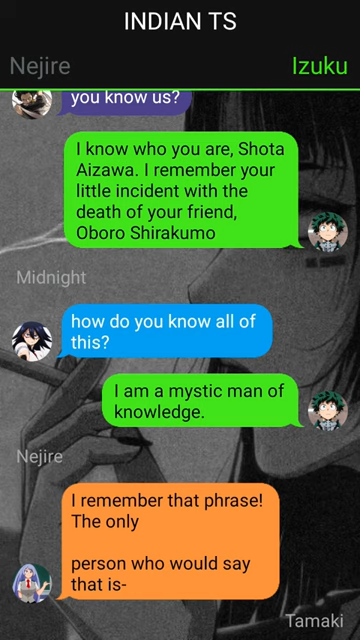 INDIAN TS
Nejire
Izuku
you know us?
I know who you are, Shota
Aizawa. I remember your
little incident with the
death of your friend,
Oboro Shirakumo
Midnight
how do you know all of
this?
I am a mystic man of
knowledge.
Nejire
I remember that phrase!
The only
person who would say
that is-
Tamaki